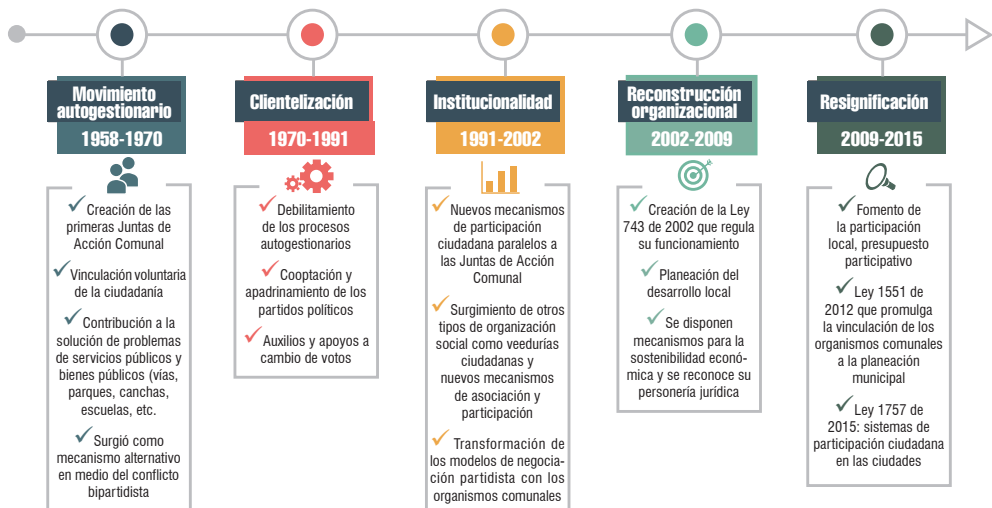 Movimiento
autogestionario
1958-1970
✓Creación de las
primeras Juntas de
Acción Comunal
✓Vinculación voluntaria
de la ciudadanía
✓Contribución a la
solución de problemas
de servicios públicos y
bienes públicos (vías,
parques, canchas,
escuelas, etc.
✓Surgió como
mecanismo alternativo
en medio del conflicto
bipartidista
Clientelización
1970-1991
✓Debilitamiento
de los procesos
autogestionarios
✓Cooptación y
apadrinamiento de los
partidos políticos
✓Auxilios y apoyos a
cambio de votos
Institucionalidad
1991-2002
✓Nuevos mecanismos
de participación
ciudadana paralelos a
las Juntas de Acción
Comunal
✓Surgimiento de otros
tipos de organización
social como veedurías
ciudadanas y
nuevos mecanismos
de asociación y
participación
✓Transformación de
los modelos de negocia-
ción partidista con los
organismos comunales
Reconstrucción
organizacional
2002-2009
✓Creación de la Ley
743 de 2002 que regula
su funcionamiento
✓Planeación del
desarrollo local
✓Se disponen
mecanismos para la
sostenibilidad econó-
mica y se reconoce su
personería jurídica
Resignificación
2009-2015
✓Fomento de
la participación
local, presupuesto
participativo
✓Ley 1551 de
2012 que promulga
la vinculación de los
organismos comunales
a la planeación
municipal
✓Ley 1757 de
2015: sistemas de
participación ciudadana
en las ciudades